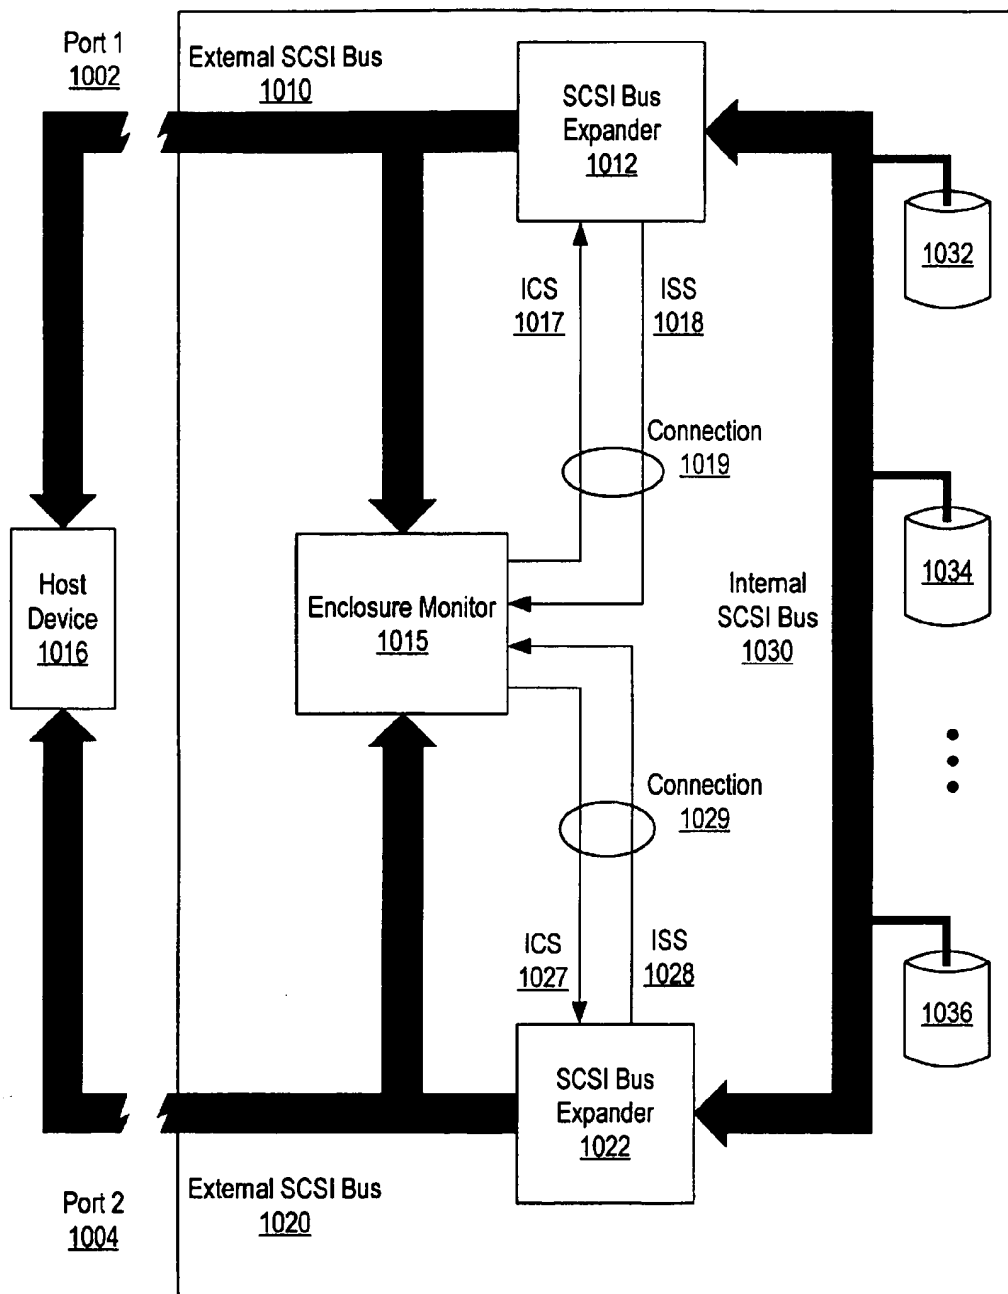 Port 1
1002
External SCSI Bus
1010
SCSI Bus
Expander
1012
1032
ICS
1017
ISS
1018
Connection
1019
1034
Host
Device
1016
Enclosure Monitor
1015
Internal
SCSI Bus
1030
Connection
1029
ICS
1027
ISS
1028
1036
SCSI Bus
Expander
1022
External SCSI Bus
1020
Port 2
1004